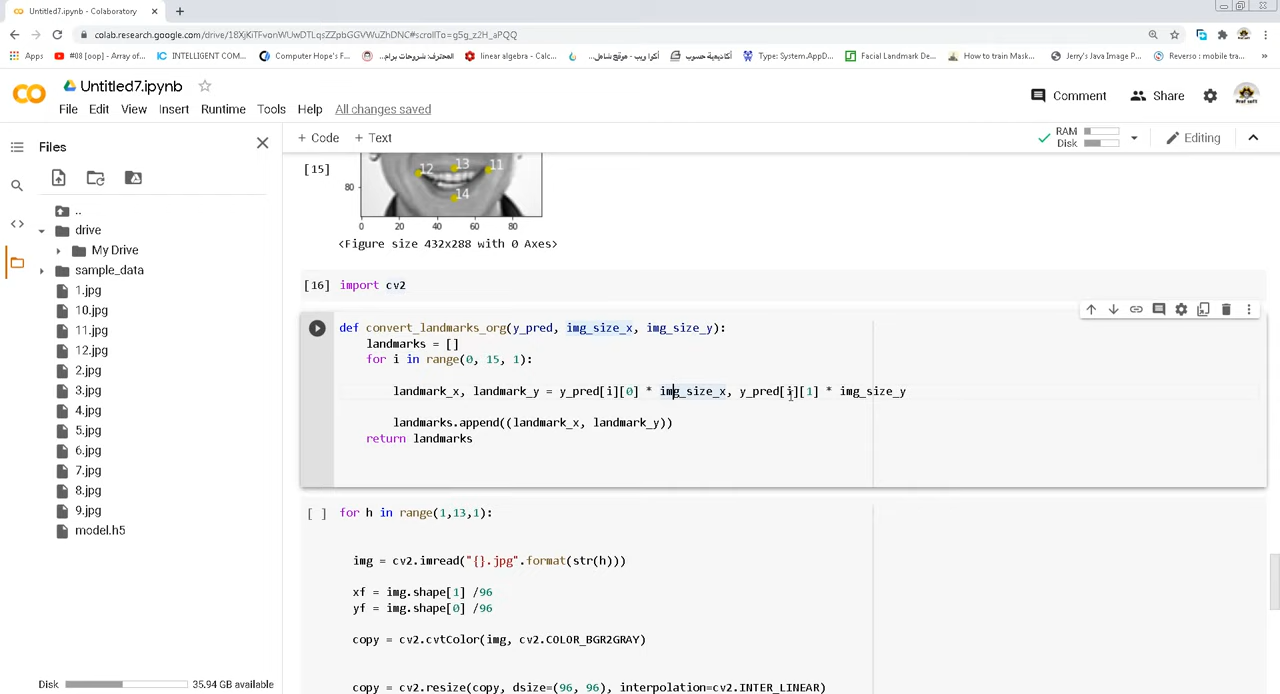 Untitled7.ipynb - Colaboratory
colab.research.google.com/drive/
Apps
#08 [oop] - Array of...
INTELLIGENT COM...
Computer Hope's F...
المحترف: شروحات برام...
linear algebra - Calc...
أكرا ريب - موقع شامل...
أكاديمية حسوب
Type: System.AppD...
Facial Landmark De...
How to train Mask...
Jerry's Java Image P...
Reverso : mobile tra...
Untitled7.ipynb
Comment
Share
File Edit View Insert Runtime Tools Help All changes saved
Files
+ Code + Text
RAM
Disk
Editing
..
drive
My Drive
sample_data
1.jpg
10.jpg
11.jpg
12.jpg
2.jpg
3.jpg
4.jpg
5.jpg
6.jpg
7.jpg
8.jpg
9.jpg
model.h5
Disk 35.94 GB available
[15]
12 13 11
14
80
0 20 40 60 80
<Figure size 432x288 with 0 Axes>
[16] import cv2
def convert_landmarks_org(y_pred, img_size_x, img_size_y):
landmarks = []
for i in range(0, 15, 1):
landmark_x, landmark_y = y_pred[i][0] * img_size_x, y_pred[i][1] * img_size_y
landmarks.append((landmark_x, landmark_y))
return landmarks
[ ] for h in range(1,13,1):
img = cv2.imread("{}.jpg".format(str(h)))
xf = img.shape[1] /96
yf = img.shape[0] /96
copy = cv2.cvtColor(img, cv2.COLOR_BGR2GRAY)
copy = cv2.resize(copy, dsize=(96, 96), interpolation=cv2.INTER_LINEAR)